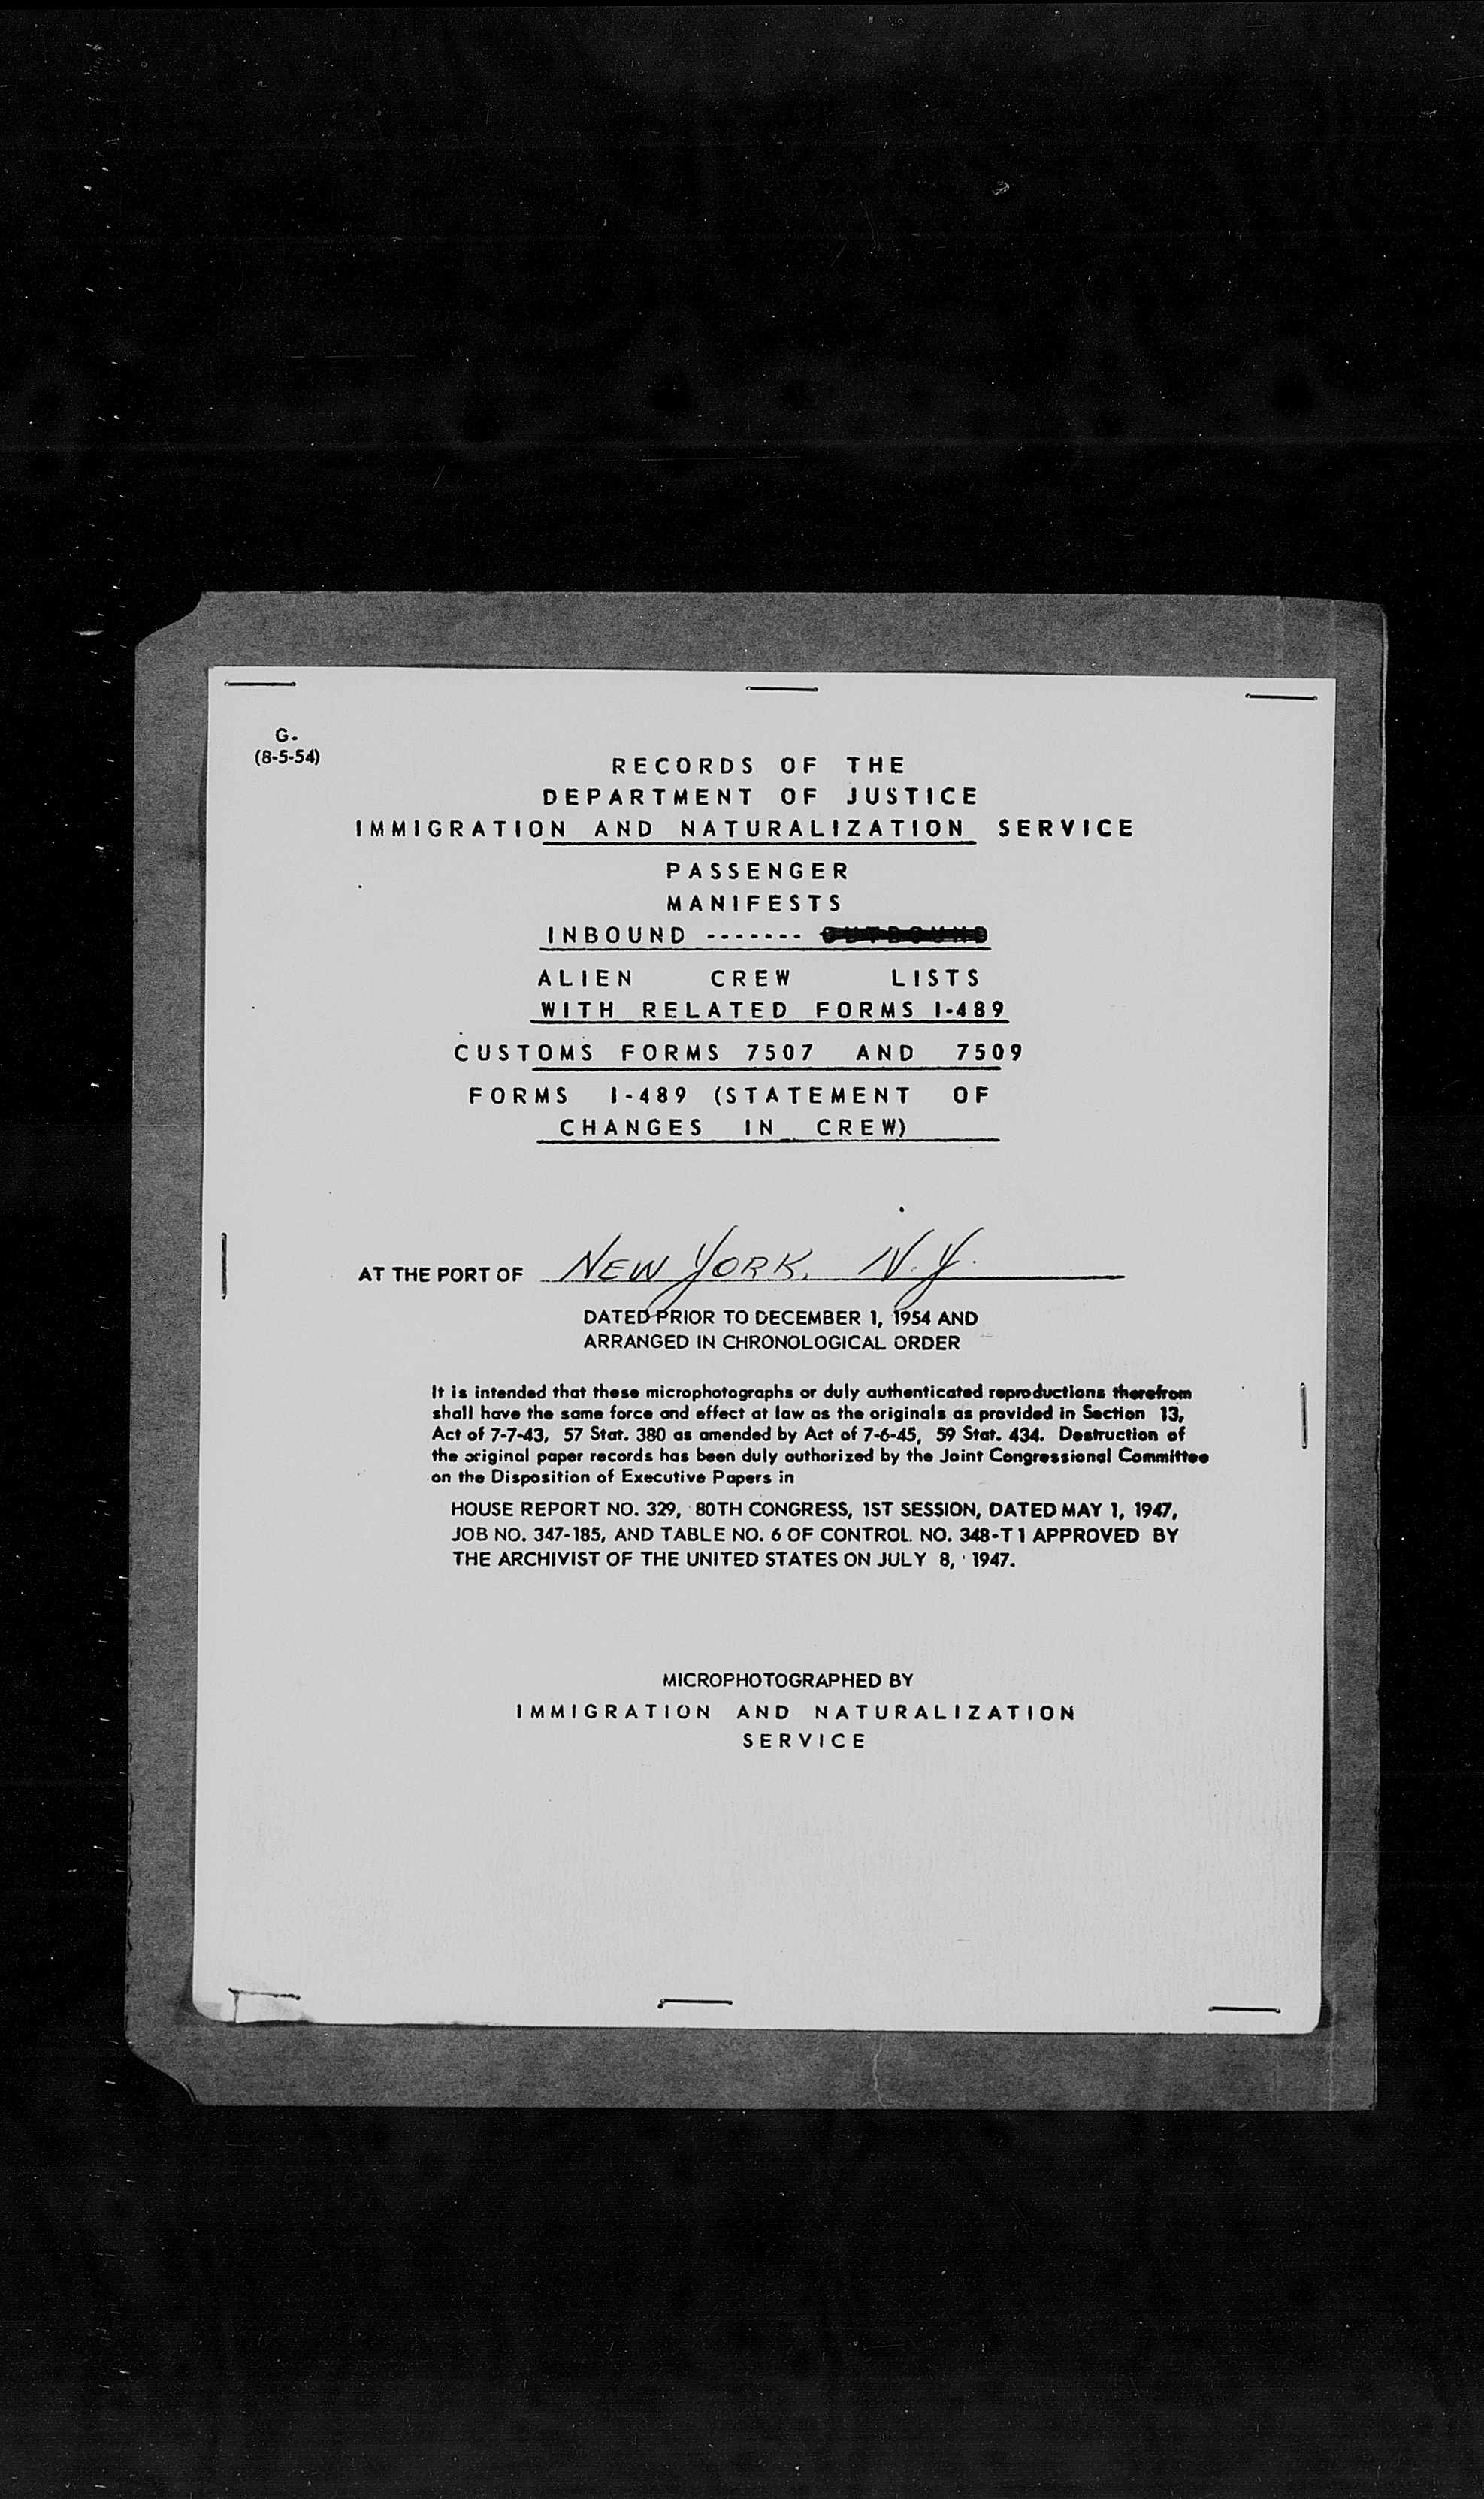 G-
(8-5-54)
RECORDS OF THE
DEPARTMENT OF JUSTICE
IMMIGRATION AND NATURALIZATION SERVICE
PASSENGER
MANIFESTS
INBOUND ------- OUTBOUND
ALIEN CREW LISTS
WITH RELATED FORMS I-489
CUSTOMS FORMS 7507 AND 7509
FORMS I-489 (STATEMENT OF
CHANGES IN CREW)
AT THE PORT OF NEW YORK, N.Y.
DATED PRIOR TO DECEMBER 1, 1954 AND
ARRANGED IN CHRONOLOGICAL ORDER
It is intended that these microphotographs or duly authenticated reproductions therefrom
shall have the same force and effect at law as the originals as provided in Section 13,
Act of 7-7-43, 57 Stat. 380 as amended by Act of 7-6-45, 59 Stat. 434. Destruction of
the original paper records has been duly authorized by the Joint Congressional Committee
on the Disposition of Executive Papers in
HOUSE REPORT NO. 329, 80TH CONGRESS, 1ST SESSION, DATED MAY 1, 1947,
JOB NO. 347-185, AND TABLE NO. 6 OF CONTROL NO. 348-T1 APPROVED BY
THE ARCHIVIST OF THE UNITED STATES ON JULY 8, 1947.
MICROPHOTOGRAPHED BY
IMMIGRATION AND NATURALIZATION
SERVICE